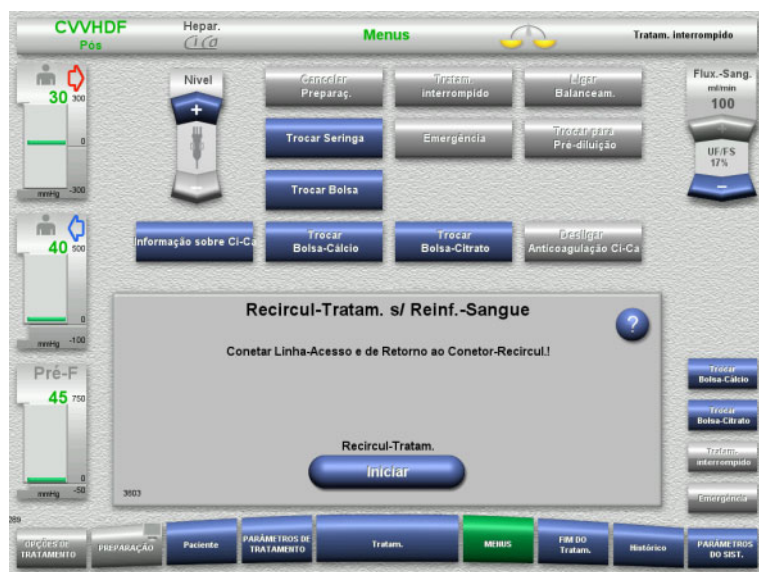 CVVHDF
Pós
Hepar.
Ci Ca
Menus
Tratam. interrompido
30
300
0
-300
mmHg
Nivel
+
Cancelar
Preparaç.
Tratam.
interrompido
Ligar
Balanceam.
Flux.-Sang.
ml/min
100
+
UF/FS
17%
−
Trocar Seringa
Emergência
Trocar para
Pré-diluição
Trocar Bolsa
−
40
500
0
-100
mmHg
Informação sobre Ci-Ca
Trocar
Bolsa-Cálcio
Trocar
Bolsa-Citrato
Desligar
Anticoagulação Ci-Ca
Recircul-Tratam. s/ Reinf.-Sangue
?
Conetar Linha-Acesso e de Retorno ao Conetor-Recircul.!
Recircul-Tratam.
Iniciar
3603
Pré-F
45
750
0
-50
mmHg
Trocar
Bolsa-Cálcio
Trocar
Bolsa-Citrato
Tratam.
interrompido
Emergência
OPÇÕES DE
TRATAMENTO
PREPARAÇÃO
Paciente
PARÂMETROS DE
TRATAMENTO
Tratam.
MENUS
FIM DO
Tratam.
Histórico
PARÂMETROS
DO SIST.